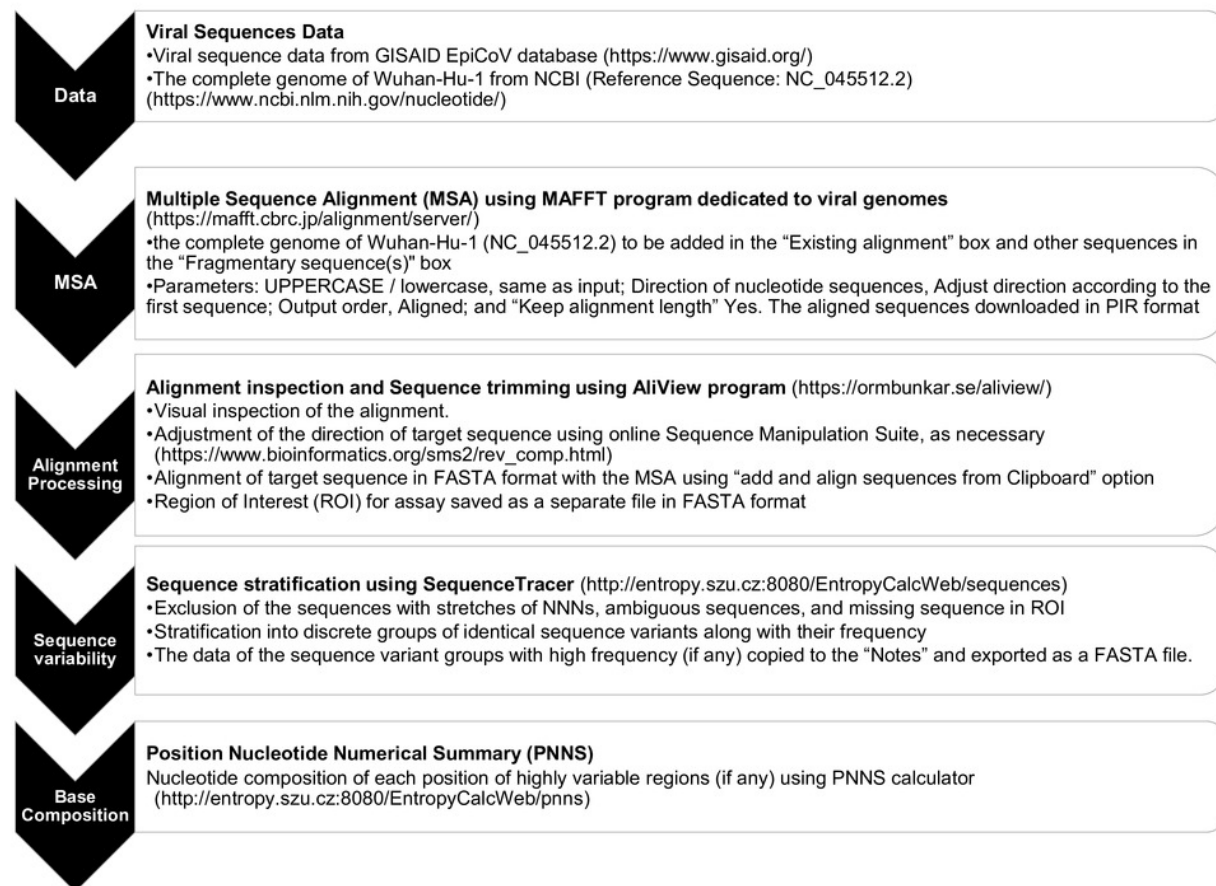 Data
Viral Sequences Data
•Viral sequence data from GISAID EpiCoV database (https://www.gisaid.org/)
•The complete genome of Wuhan-Hu-1 from NCBI (Reference Sequence: NC_045512.2)
(https://www.ncbi.nlm.nih.gov/nucleotide/)
MSA
Multiple Sequence Alignment (MSA) using MAFFT program dedicated to viral genomes
(https://mafft.cbrc.jp/alignment/server/)
•the complete genome of Wuhan-Hu-1 (NC_045512.2) to be added in the “Existing alignment” box and other sequences in
the “Fragmentary sequence(s)" box
•Parameters: UPPERCASE / lowercase, same as input; Direction of nucleotide sequences, Adjust direction according to the
first sequence; Output order, Aligned; and “Keep alignment length” Yes. The aligned sequences downloaded in PIR format
Alignment
Processing
Alignment inspection and Sequence trimming using AliView program (https://ormbunkar.se/aliview/)
•Visual inspection of the alignment.
•Adjustment of the direction of target sequence using online Sequence Manipulation Suite, as necessary
(https://www.bioinformatics.org/sms2/rev_comp.html)
•Alignment of target sequence in FASTA format with the MSA using “add and align sequences from Clipboard” option
•Region of Interest (ROI) for assay saved as a separate file in FASTA format
Sequence
variability
Sequence stratification using SequenceTracer (http://entropy.szu.cz:8080/EntropyCalcWeb/sequences)
•Exclusion of the sequences with stretches of NNNs, ambiguous sequences, and missing sequence in ROI
•Stratification into discrete groups of identical sequence variants along with their frequency
•The data of the sequence variant groups with high frequency (if any) copied to the “Notes” and exported as a FASTA file.
Base
Composition
Position Nucleotide Numerical Summary (PNNS)
Nucleotide composition of each position of highly variable regions (if any) using PNNS calculator
(http://entropy.szu.cz:8080/EntropyCalcWeb/pnns)